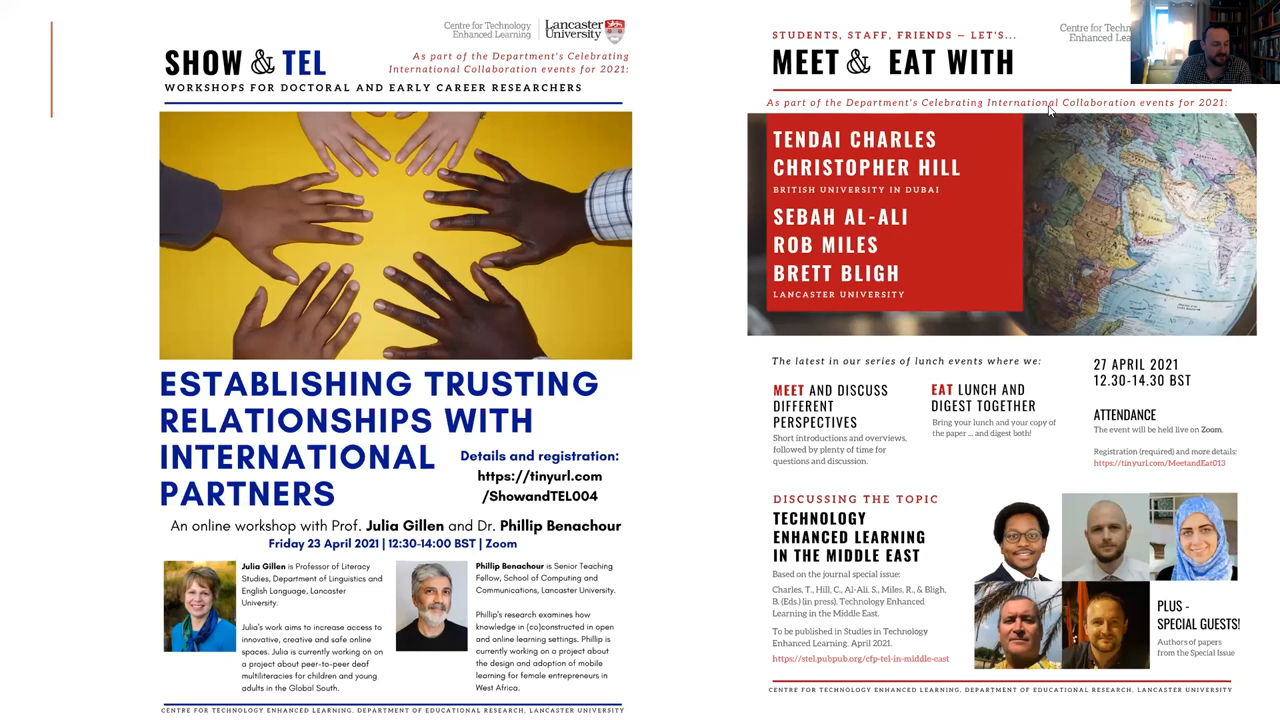 Centre for Technology
Enhanced Learning
Lancaster
University
SHOW & TEL
As part of the Department's Celebrating
International Collaboration events for 2021:
WORKSHOPS FOR DOCTORAL AND EARLY CAREER RESEARCHERS
ESTABLISHING TRUSTING
RELATIONSHIPS WITH
INTERNATIONAL
PARTNERS
Details and registration:
https://tinyurl.com
/ShowandTEL004
An online workshop with Prof. Julia Gillen and Dr. Phillip Benachour
Friday 23 April 2021 | 12:30-14:00 BST | Zoom
Julia Gillen is Professor of Literacy
Studies, Department of Linguistics and
English Language, Lancaster
University.
Julia's work aims to increase access to
innovative, creative and safe online
spaces. Julia is currently working on
a project about peer-to-peer deaf
multiliteracies for children and young
adults in the Global South.
Phillip Benachour is Senior Teaching
Fellow, School of Computing and
Communications, Lancaster University.
Phillip's research examines how
knowledge in (co)constructed in open
and online learning settings. Phillip is
currently working on a project about
the design and adoption of mobile
learning for female entrepreneurs in
West Africa.
CENTRE FOR TECHNOLOGY ENHANCED LEARNING, DEPARTMENT OF EDUCATIONAL RESEARCH, LANCASTER UNIVERSITY
STUDENTS, STAFF, FRIENDS – LET'S...
Centre for Techn
Enhanced Lea
MEET & EAT WITH
As part of the Department's Celebrating International Collaboration events for 2021:
TENDAI CHARLES
CHRISTOPHER HILL
BRITISH UNIVERSITY IN DUBAI
SEBAH AL-ALI
ROB MILES
BRETT BLIGH
LANCASTER UNIVERSITY
The latest in our series of lunch events where we:
MEET AND DISCUSS
DIFFERENT
PERSPECTIVES
Short introductions and overviews,
followed by plenty of time for
questions and discussion.
EAT LUNCH AND
DIGEST TOGETHER
Bring your lunch and your copy of
the paper ... and digest both!
27 APRIL 2021
12.30-14.30 BST
ATTENDANCE
The event will be held live on Zoom.
Registration (required) and more details:
https://tinyurl.com/MeetandEat013
DISCUSSING THE TOPIC
TECHNOLOGY
ENHANCED LEARNING
IN THE MIDDLE EAST
Based on the journal special issue:
Charles, T., Hill, C., Al-Ali. S., Miles, R., & Bligh,
B. (Eds.) (in press). Technology Enhanced
Learning in the Middle East.
To be published in Studies in Technology
Enhanced Learning. April 2021.
https://stel.pubpub.org/cfp-tel-in-middle-east
PLUS -
SPECIAL GUESTS!
Authors of papers
from the Special Issue
CENTRE FOR TECHNOLOGY ENHANCED LEARNING, DEPARTMENT OF EDUCATIONAL RESEARCH, LANCASTER UNIVERSITY